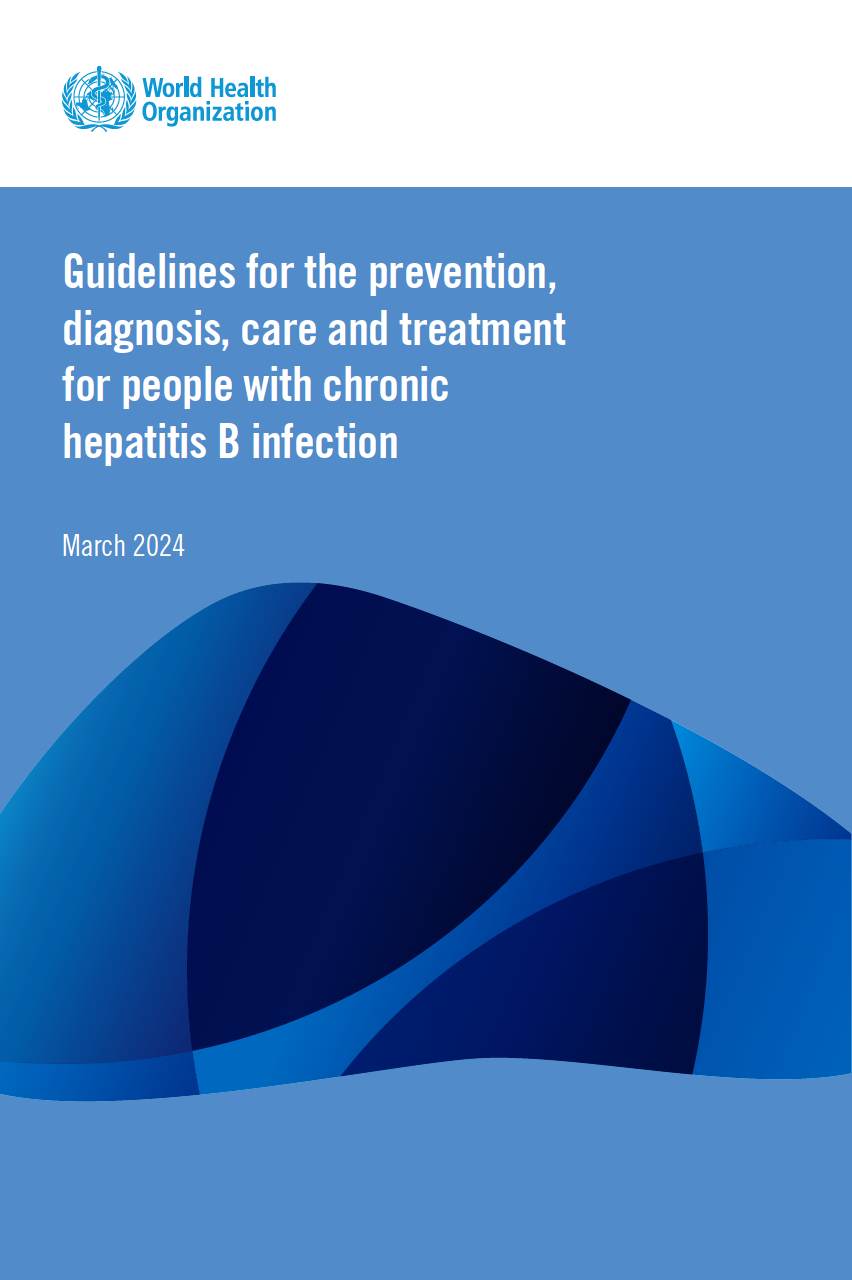 World Health
Organization
Guidelines for the prevention,
diagnosis, care and treatment
for people with chronic
hepatitis B infection
March 2024